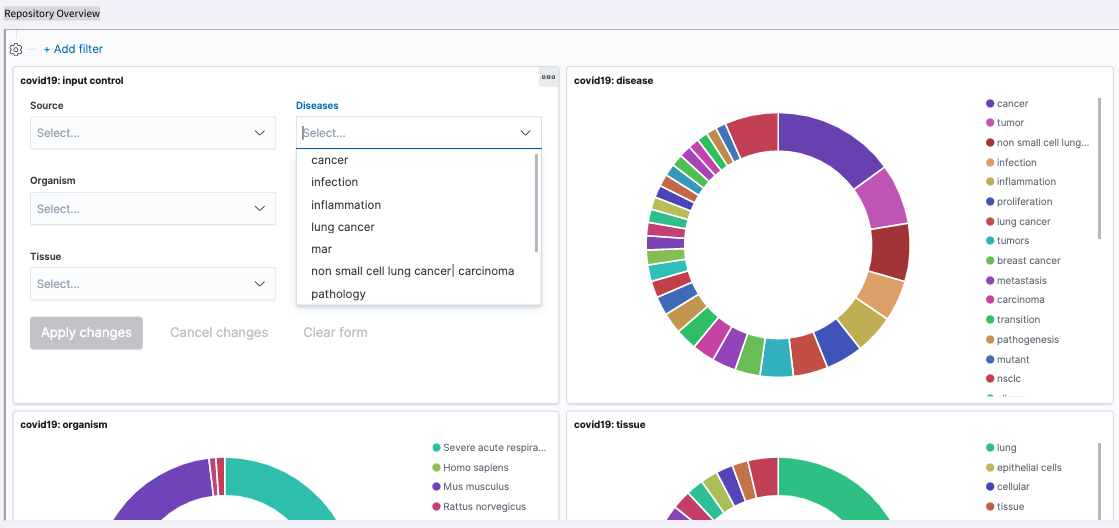 Repository Overview
+ Add filter
covid19: input control
Source
Select...
Organism
Select...
Tissue
Select...
Diseases
Select...
cancer
infection
inflammation
lung cancer
mar
non small cell lung cancer| carcinoma
pathology
Apply changes
Cancel changes
Clear form
covid19: disease
cancer
tumor
non small cell lung...
infection
inflammation
proliferation
lung cancer
tumors
breast cancer
metastasis
carcinoma
transition
pathogenesis
mutant
nsclc
covid19: organism
Severe acute respira...
Homo sapiens
Mus musculus
Rattus norvegicus
covid19: tissue
lung
epithelial cells
cellular
tissue